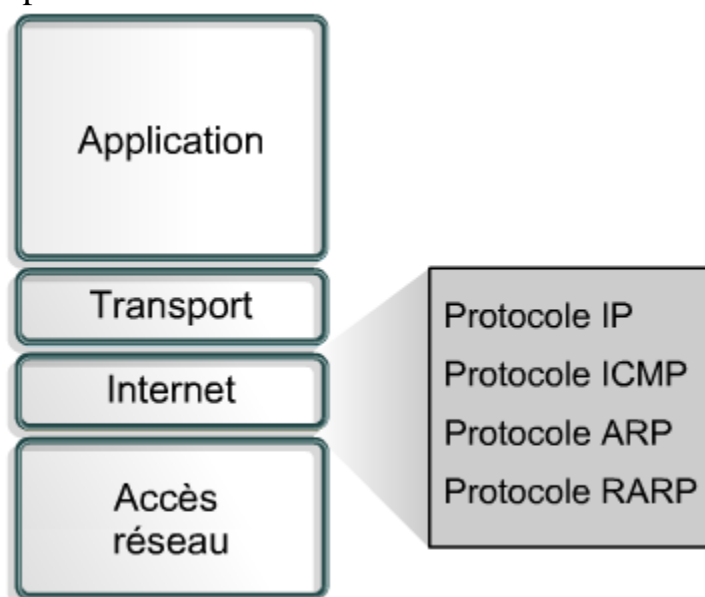 Application
Transport
Internet
Accès
réseau
Protocole IP
Protocole ICMP
Protocole ARP
Protocole RARP